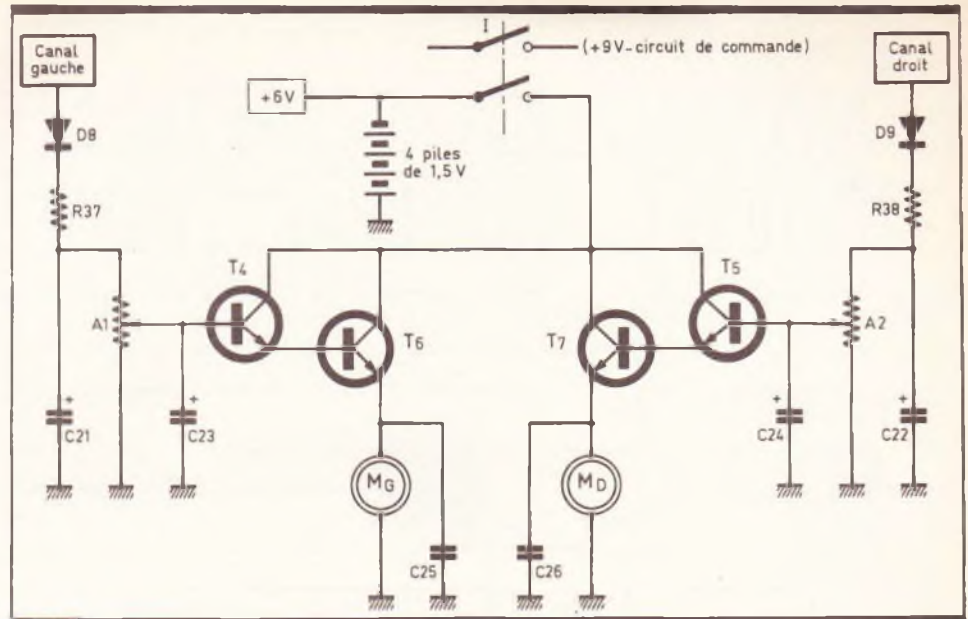 Canal
gauche
I
(+9V-circuit de commande)
Canal
droit
+6V
D8
D9
4 piles
de 1,5 V
R37
R38
T4
T5
A1
T6
T7
A2
+
C21
+
C23
+
C24
+
C22
MG
MD
C25
C26